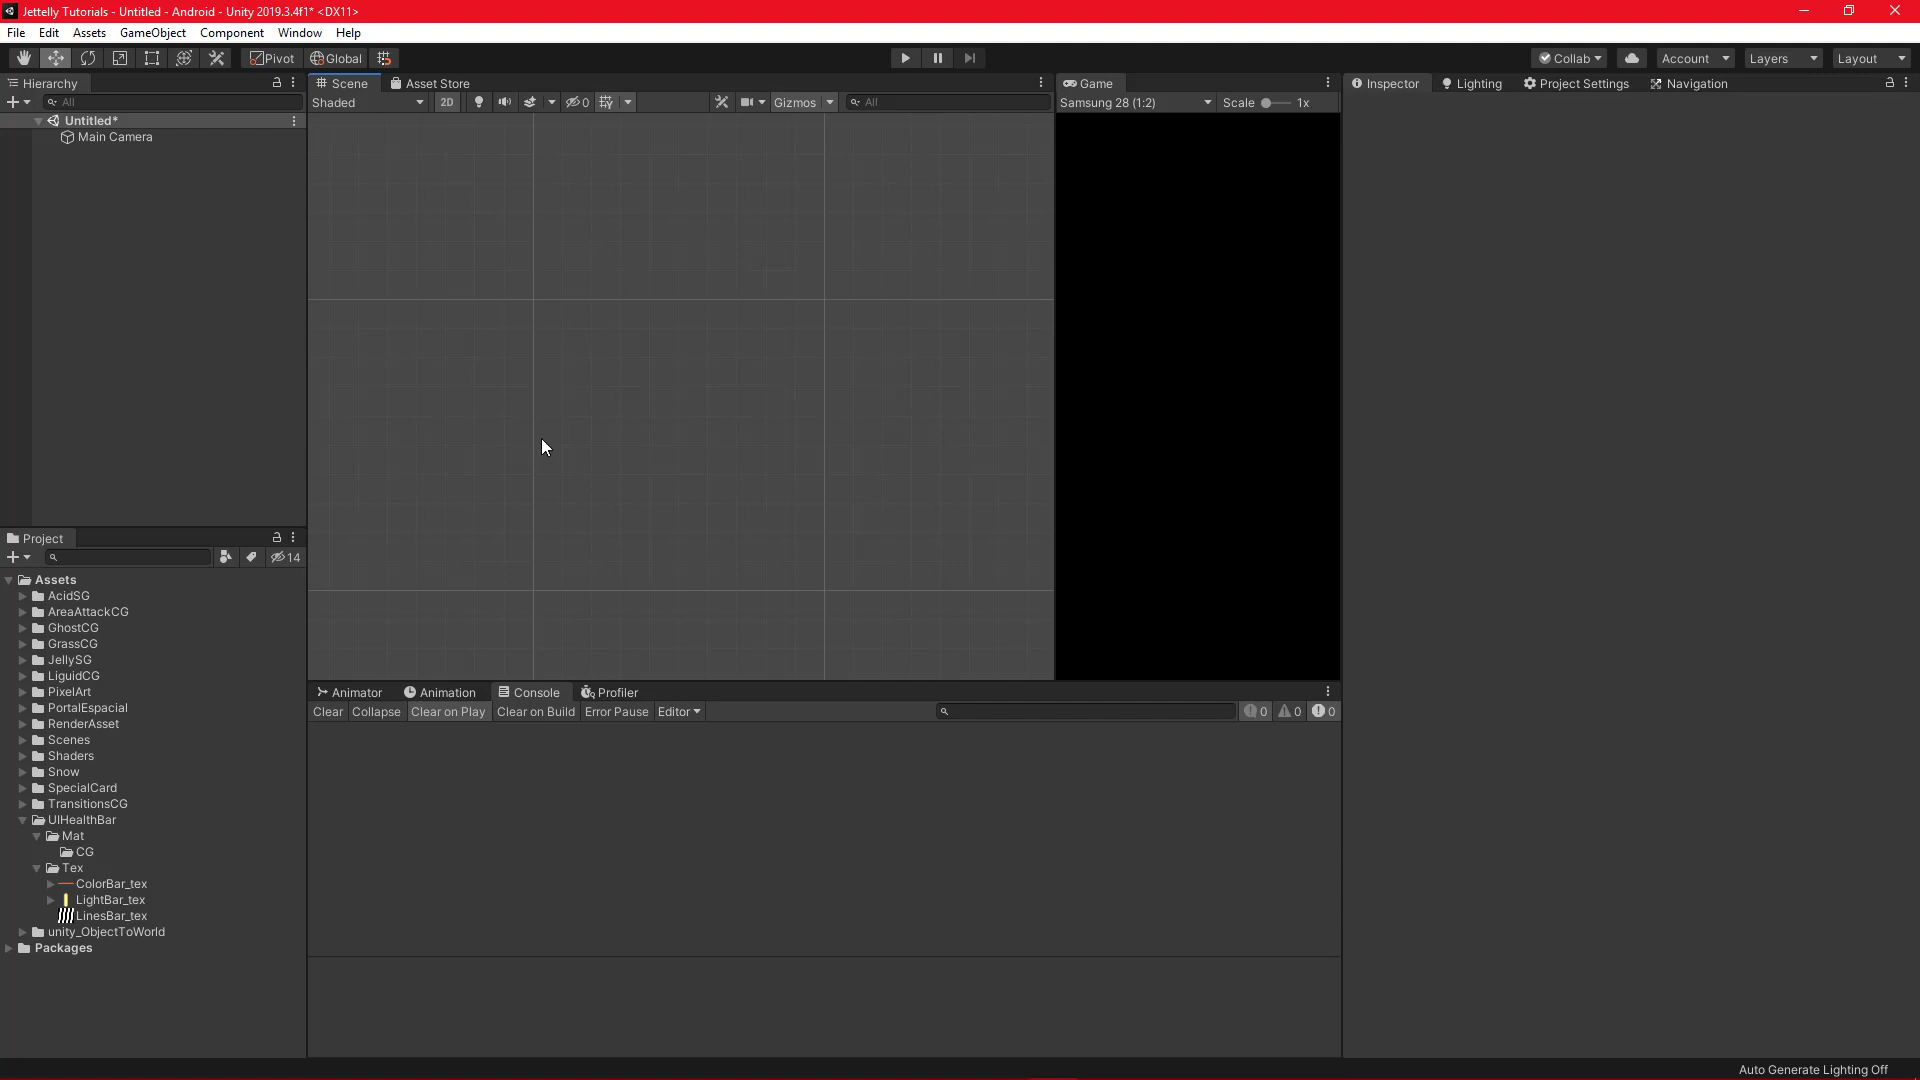 Jettelly Tutorials - Untitled - Android - Unity 2019.3.4f1* <DX11>
File Edit Assets GameObject Component Window Help
Pivot Global Collab Account Layers Layout
Hierarchy Scene Asset Store Game Inspector Lighting Project Settings Navigation
All Shaded 2D 0 Gizmos All Samsung 28 (1:2) Scale 1x
Untitled*
Main Camera
Project
14
Assets
AcidSG
AreaAttackCG
GhostCG
GrassCG
JellySG
LiguidCG
PixelArt
PortalEspacial
RenderAsset
Scenes
Shaders
Snow
SpecialCard
TransitionsCG
UIHealthBar
Mat
CG
Tex
ColorBar_tex
LightBar_tex
LinesBar_tex
unity_ObjectToWorld
Packages
Animator Animation Console Profiler
Clear Collapse Clear on Play Clear on Build Error Pause Editor 0 0 0
Auto Generate Lighting Off